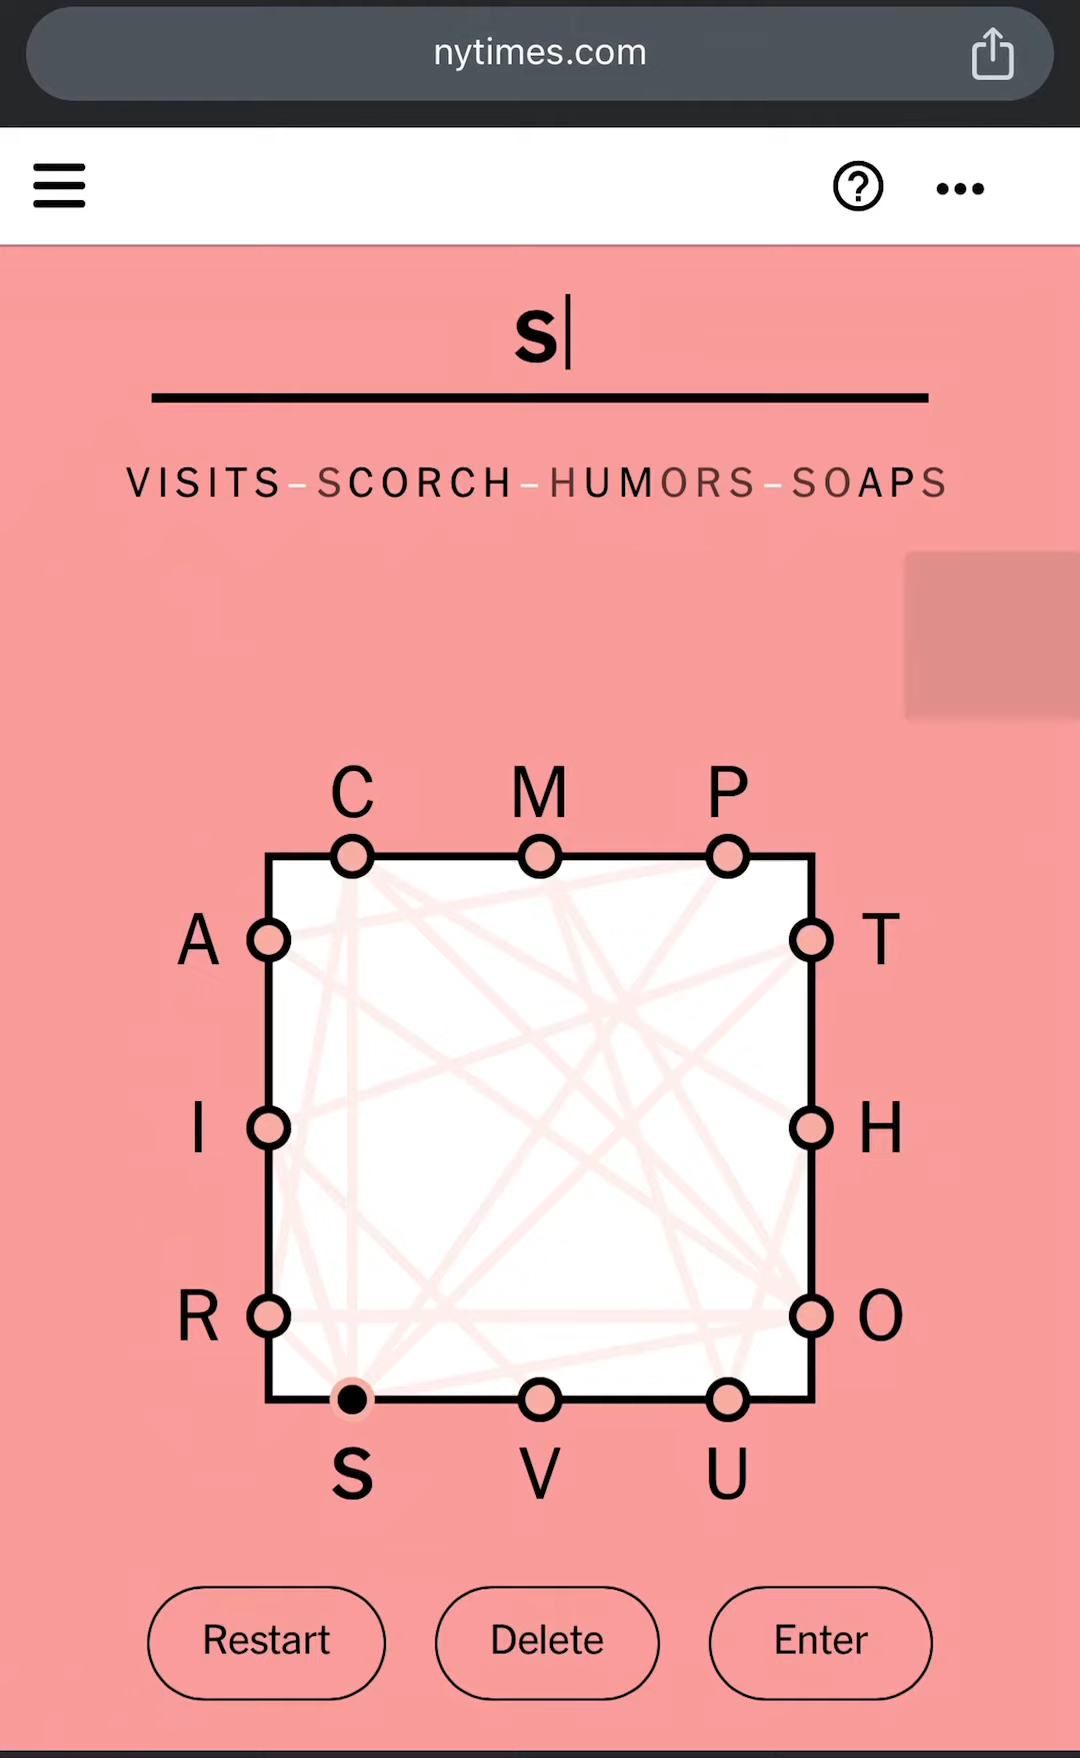 nytimes.com
S
VISITS–SCORCH–HUMORS–SOAPS
C M P
A T
I H
R O
S V U
Restart Delete Enter